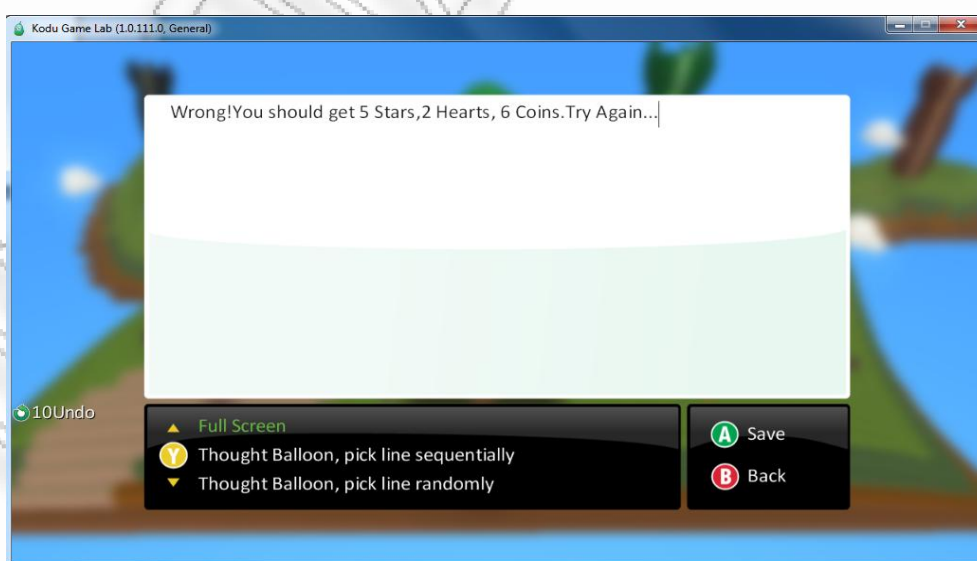 Kodu Game Lab (1.0.111.0, General)
Wrong!You should get 5 Stars,2 Hearts, 6 Coins.Try Again...
10Undo
Full Screen
Y Thought Balloon, pick line sequentially
Thought Balloon, pick line randomly
A Save
B Back